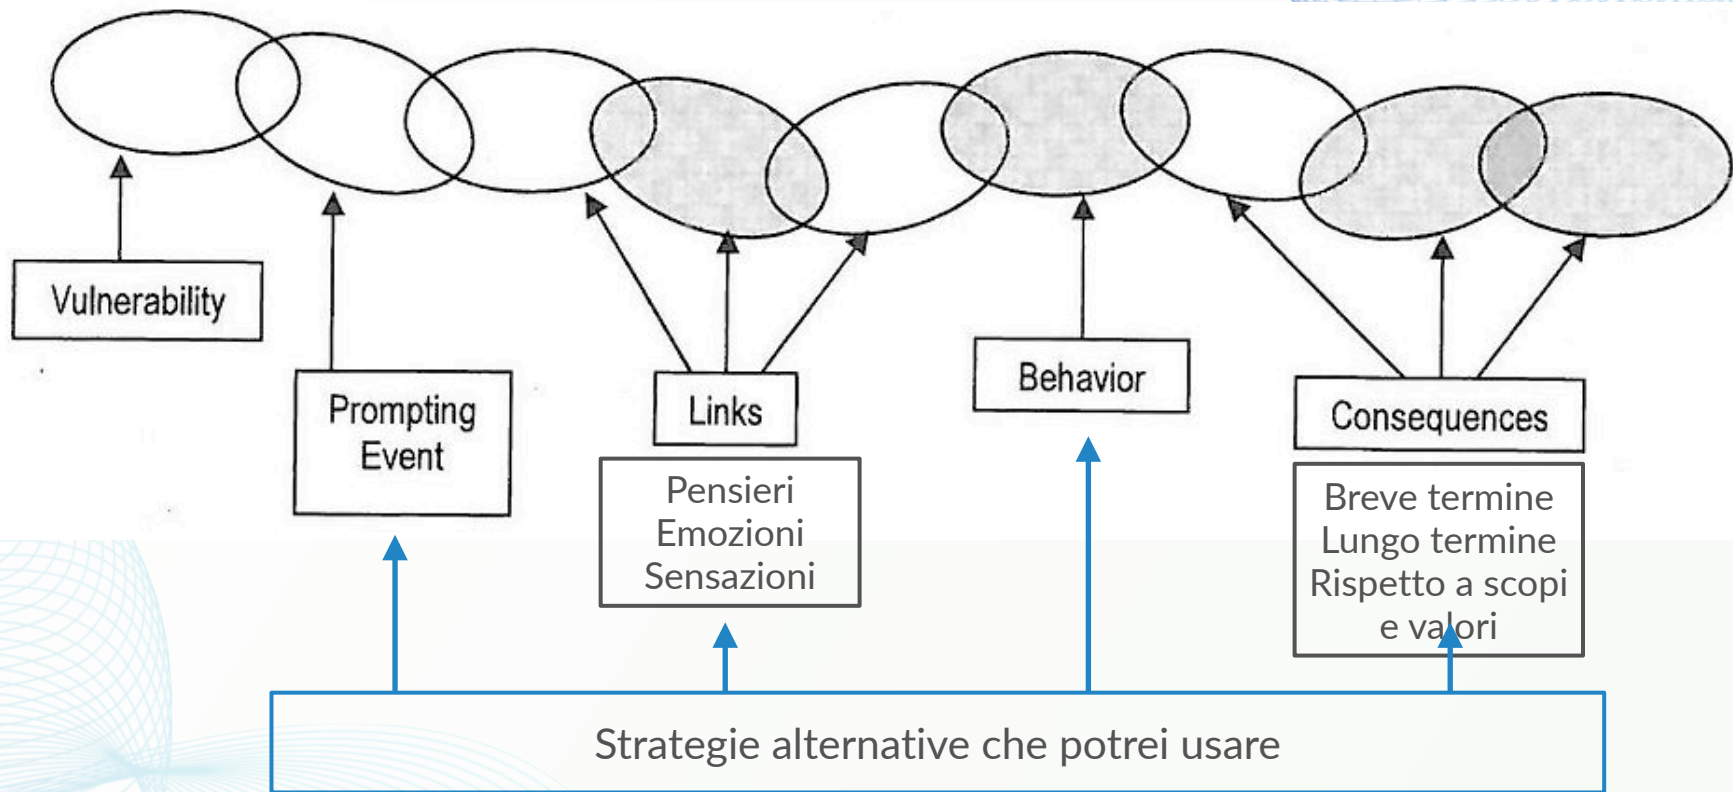 Vulnerability
Prompting
Event
Links
Pensieri
Emozioni
Sensazioni
Behavior
Consequences
Breve termine
Lungo termine
Rispetto a scopi
e valori
Strategie alternative che potrei usare